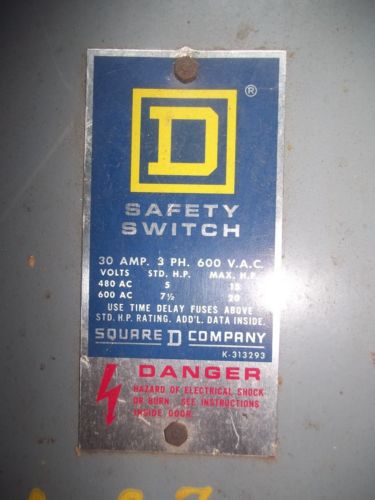 D
®
SAFETY
SWITCH
30 AMP. 3 PH. 600 V.A.C.
VOLTS STD. H.P. MAX. H.P.
480 AC 5 15
600 AC 7½ 20
USE TIME DELAY FUSES ABOVE
STD. H.P. RATING. ADD'L. DATA INSIDE.
SQUARE D COMPANY
K-313293
DANGER
HAZARD OF ELECTRICAL SHOCK
OR BURN. SEE INSTRUCTIONS
INSIDE DOOR.